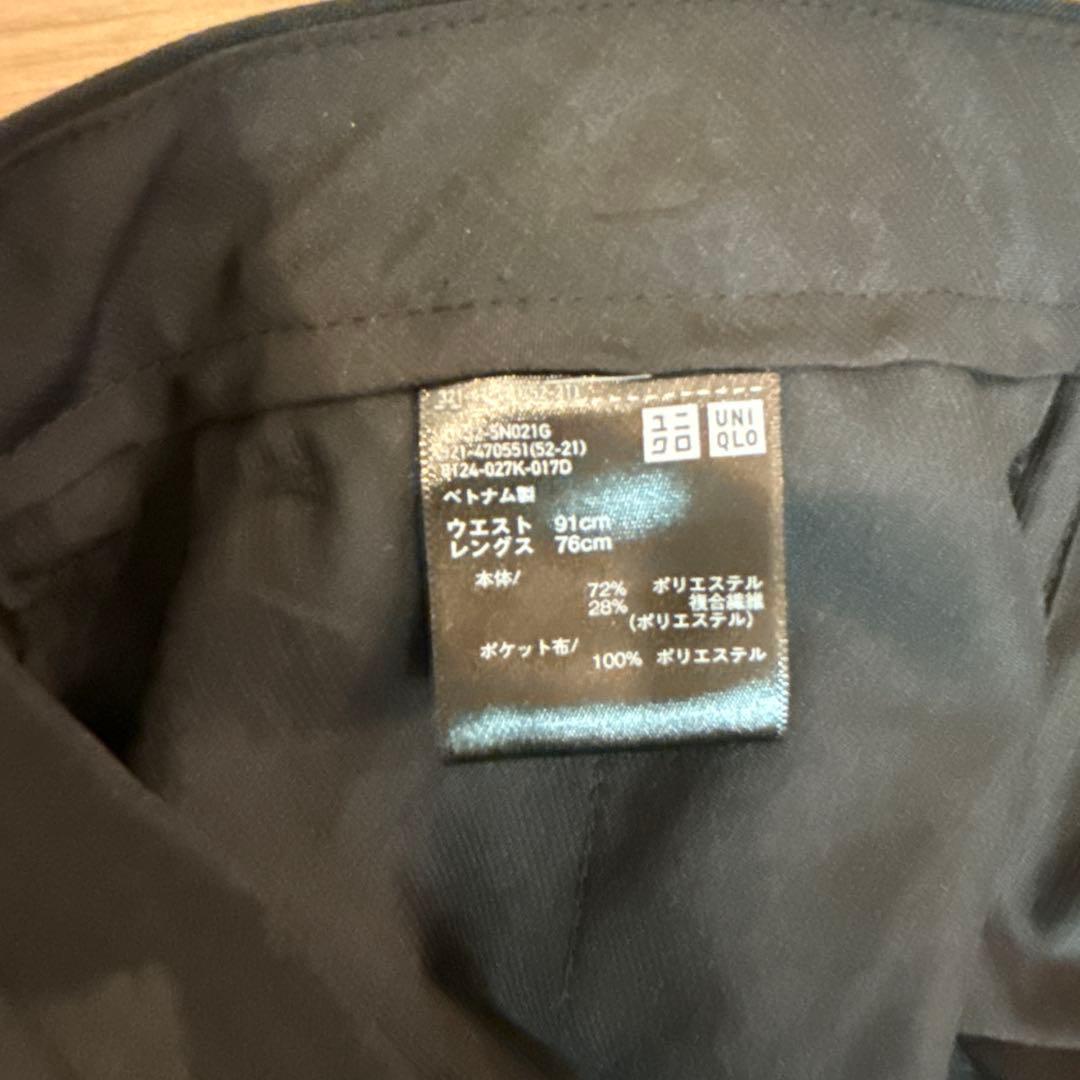 ユニクロ
UNIQLO
SN021G
470551(52-21)
8124-027K-017D
ベトナム製
ウエスト 91cm
レングス 76cm
本体/
72% ポリエステル
28% 複合繊維
(ポリエステル)
ポケット布/
100% ポリエステル